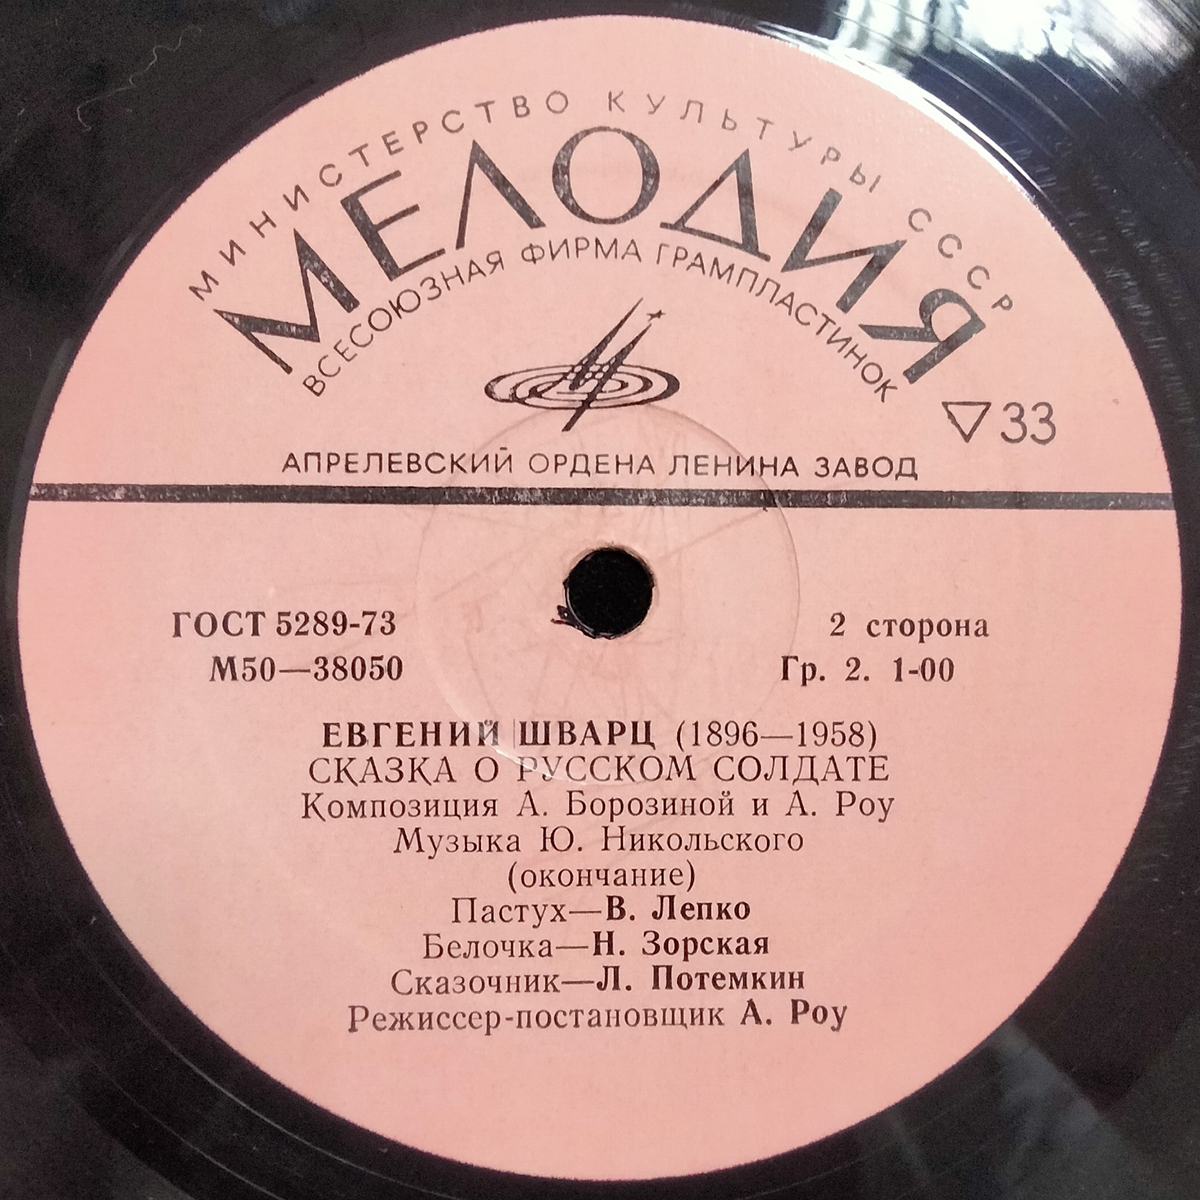 МИНИСТЕРСТВО КУЛЬТУРЫ СССР
МЕЛОДИЯ
ВСЕСОЮЗНАЯ ФИРМА ГРАМПЛАСТИНОК
▽33
АПРЕЛЕВСКИЙ ОРДЕНА ЛЕНИНА ЗАВОД
ГОСТ 5289-73
2 сторона
М50—38050
Гр. 2. 1-00
ЕВГЕНИЙ ШВАРЦ (1896—1958)
СКАЗКА О РУССКОМ СОЛДАТЕ
Композиция А. Борозиной и А. Роу
Музыка Ю. Никольского
(окончание)
Пастух—В. Лепко
Белочка—Н. Зорская
Сказочник—Л. Потемкин
Режиссер-постановщик А. Роу